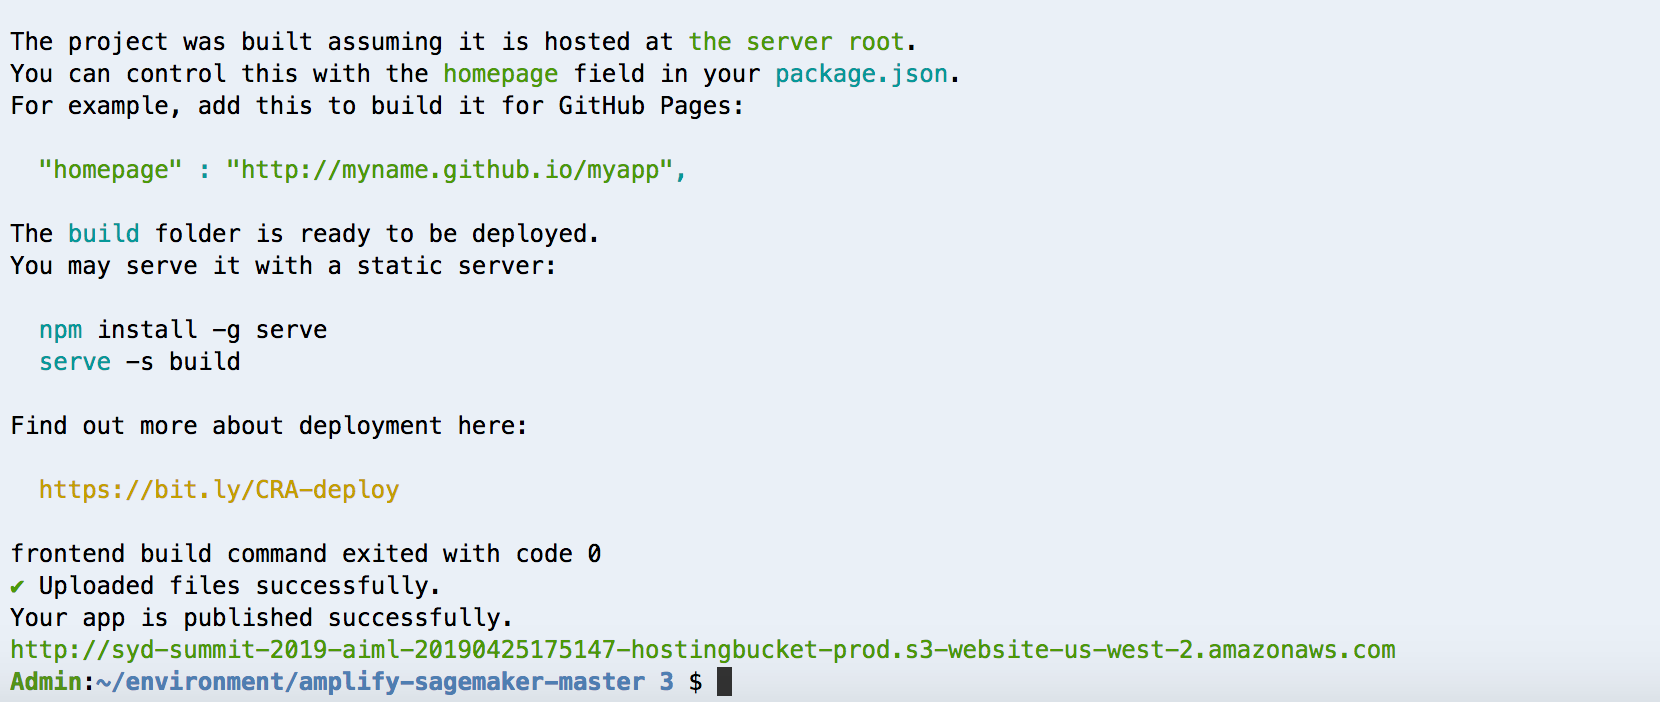 The project was built assuming it is hosted at the server root.
You can control this with the homepage field in your package.json.
For example, add this to build it for GitHub Pages:
"homepage" : "http://myname.github.io/myapp",
The build folder is ready to be deployed.
You may serve it with a static server:
npm install -g serve
serve -s build
Find out more about deployment here:
https://bit.ly/CRA-deploy
frontend build command exited with code 0
✔ Uploaded files successfully.
Your app is published successfully.
http://syd-summit-2019-aiml-20190425175147-hostingbucket-prod.s3-website-us-west-2.amazonaws.com
Admin:~/environment/amplify-sagemaker-master 3 $